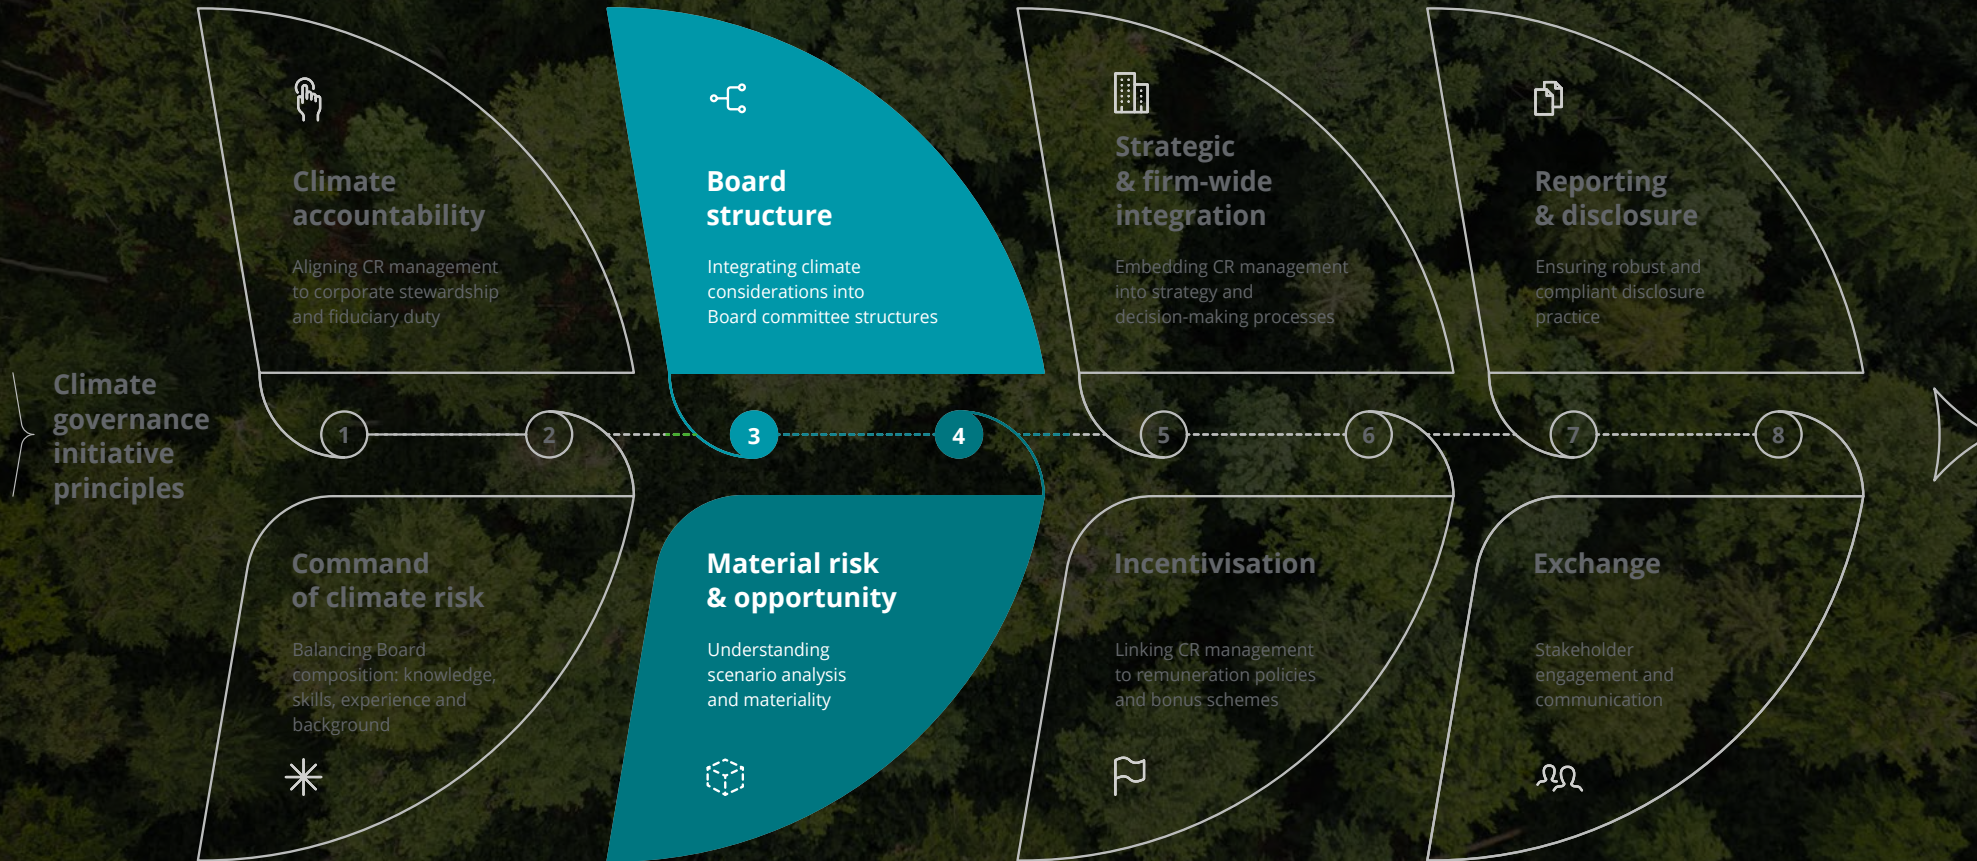 Climate
governance
initiative
principles
1
Climate
accountability
Aligning CR management
to corporate stewardship
and fiduciary duty
2
Command
of climate risk
Balancing Board
composition: knowledge,
skills, experience and
background
3
Board
structure
Integrating climate
considerations into
Board committee structures
4
Material risk
& opportunity
Understanding
scenario analysis
and materiality
5
Strategic
& firm-wide
integration
Embedding CR management
into strategy and
decision-making processes
6
Incentivisation
Linking CR management
to remuneration policies
and bonus schemes
7
Reporting
& disclosure
Ensuring robust and
compliant disclosure
practice
8
Exchange
Stakeholder
engagement and
communication